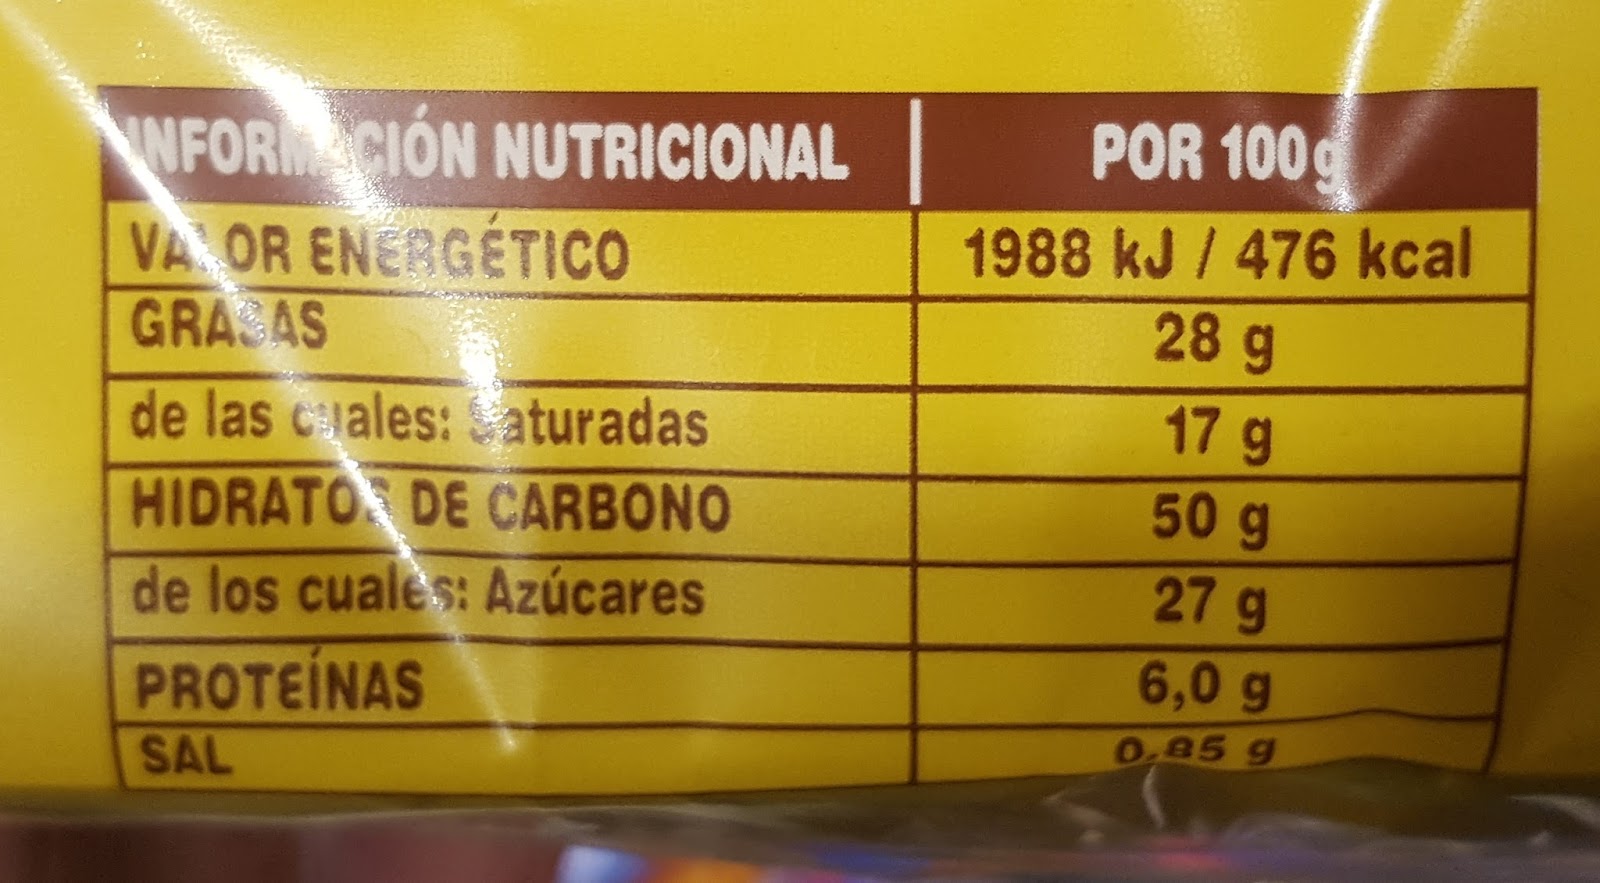 INFORMACIÓN NUTRICIONAL | POR 100g
VALOR ENERGÉTICO 1988 kJ / 476 kcal
GRASAS 28 g
de las cuales: Saturadas 17 g
HIDRATOS DE CARBONO 50 g
de los cuales: Azúcares 27 g
PROTEÍNAS 6,0 g
SAL 0,85 g